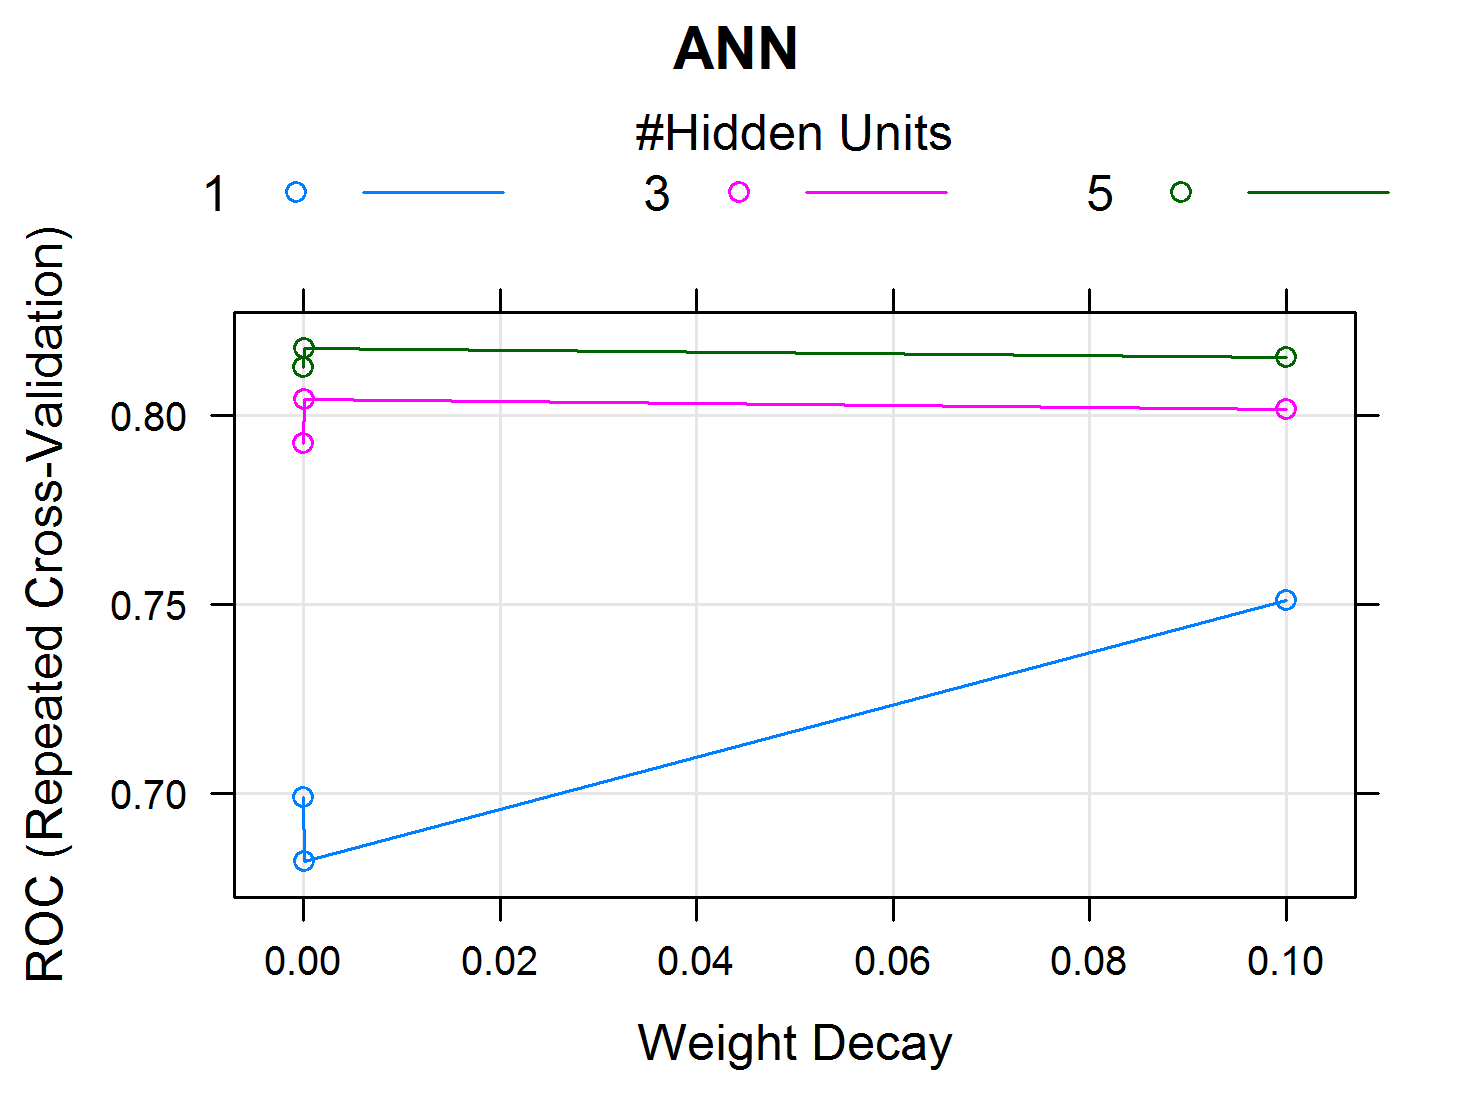 ANN
#Hidden Units
1 3 5
ROC (Repeated Cross-Validation)
0.80
0.75
0.70
0.00 0.02 0.04 0.06 0.08 0.10
Weight Decay